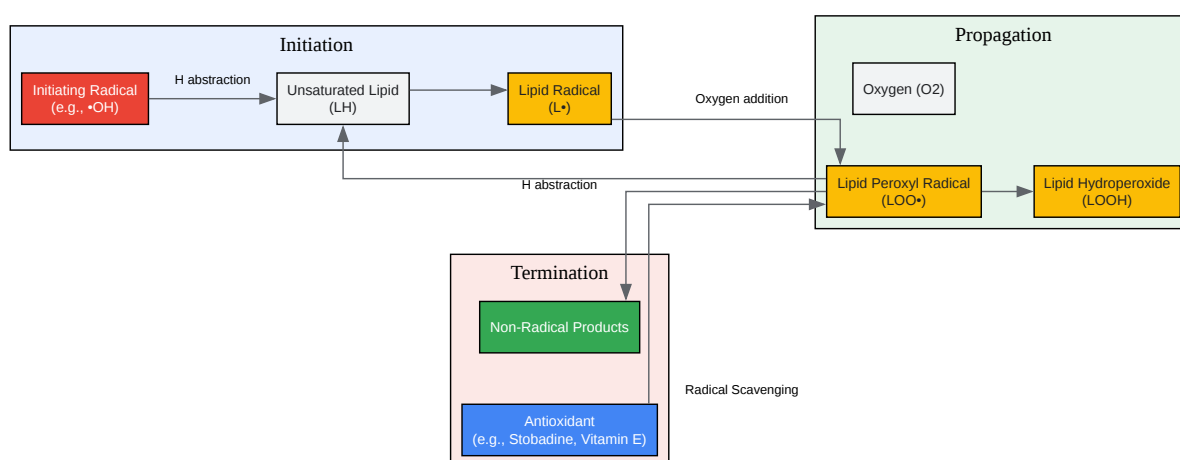 Initiation
Initiating Radical
(e.g., •OH)
H abstraction
Unsaturated Lipid
(LH)
Lipid Radical
(L•)
Oxygen addition
Propagation
Oxygen (O2)
Lipid Peroxyl Radical
(LOO•)
Lipid Hydroperoxide
(LOOH)
H abstraction
Termination
Non-Radical Products
Radical Scavenging
Antioxidant
(e.g., Stobadine, Vitamin E)